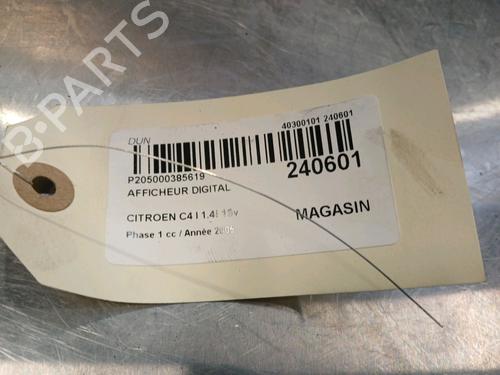 B-PARTS
DUN
40300101 240601
P205000385619
240601
AFFICHEUR DIGITAL
CITROEN C4 I 1.4i 16v
MAGASIN
Phase 1 cc / Année